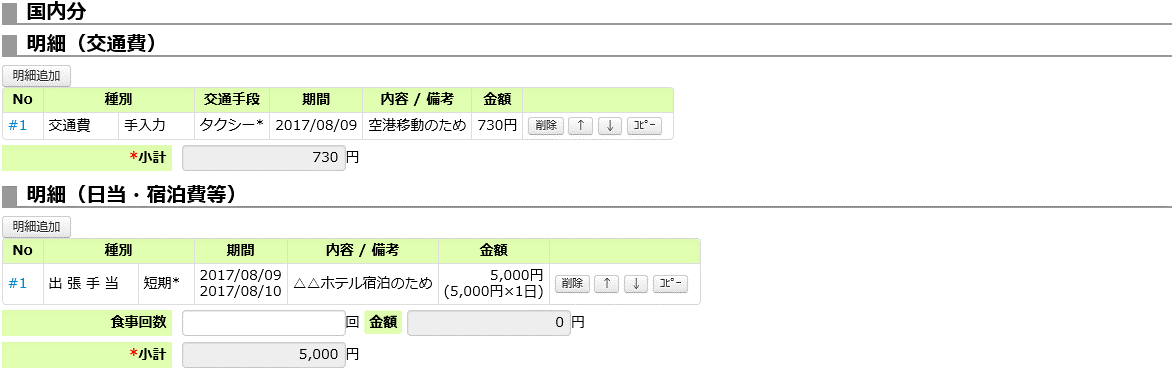 国内分
明細（交通費）
明細追加
No 種別 交通手段 期間 内容 / 備考 金額
#1 交通費 手入力 タクシー* 2017/08/09 空港移動のため 730円 削除 ↑ ↓ ｺﾋﾟｰ
*小計 730 円
明細（日当・宿泊費等）
明細追加
No 種別 期間 内容 / 備考 金額
#1 出 張 手 当 短期* 2017/08/09 2017/08/10 △△ホテル宿泊のため 5,000円 (5,000円×1日) 削除 ↑ ↓ ｺﾋﾟｰ
食事回数 回 金額 0 円
*小計 5,000 円